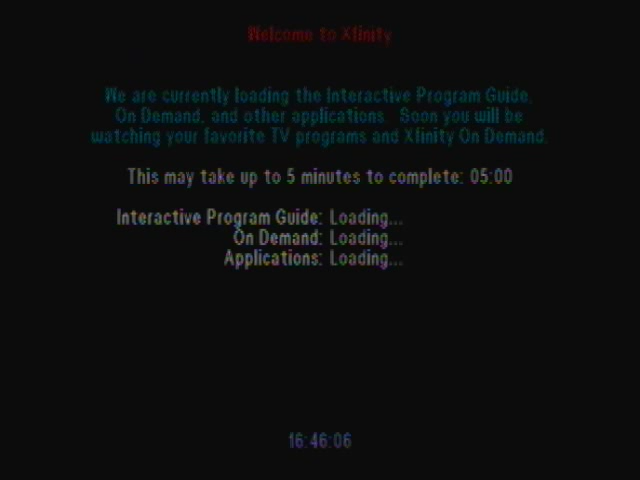 Welcome to Xfinity
We are currently loading the Interactive Program Guide,
On Demand, and other applications. Soon you will be
watching your favorite TV programs and Xfinity On Demand.
This may take up to 5 minutes to complete: 05:00
Interactive Program Guide: Loading...
On Demand: Loading...
Applications: Loading...
16:46:06